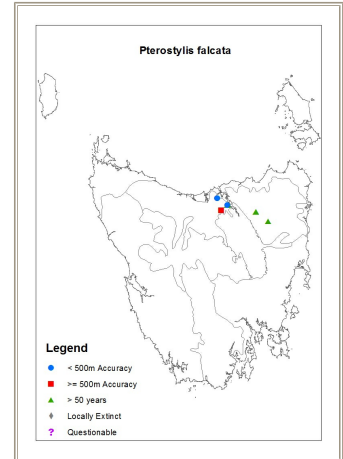 Pterostylis falcata
Legend
< 500m Accuracy
>= 500m Accuracy
> 50 years
Locally Extinct
? Questionable